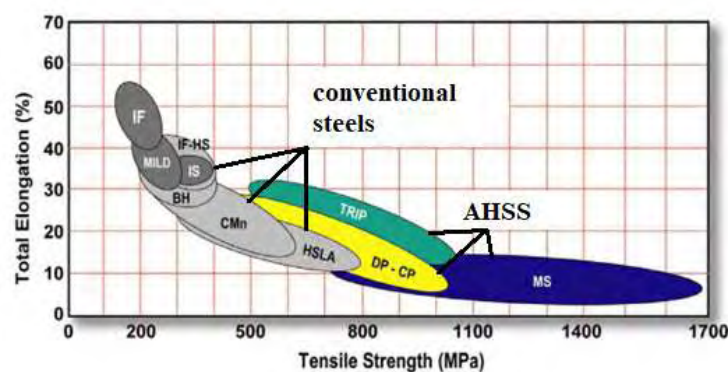 70
60
50
40
30
20
10
0
Total Elongation (%)
conventional
steels
IF
IF-HS
MILD
IS
BH
CMn
HSLA
TRIP
AHSS
DP - CP
MS
0 200 500 800 1100 1400 1700
Tensile Strength (MPa)